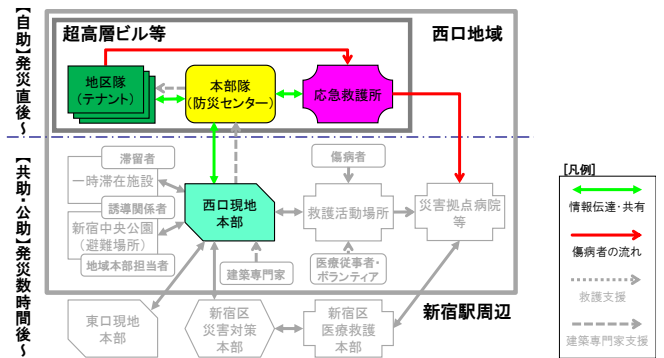 【自助】発災直後～
超高層ビル等
西口地域
地区隊
（テナント）
本部隊
（防災センター）
応急救護所
【共助・公助】発災数時間後～
滞留者
一時滞在施設
誘導関係者
新宿中央公園
（避難場所）
地域本部担当者
西口現地
本部
建築専門家
傷病者
救護活動場所
医療従事者・
ボランティア
災害拠点病院
等
新宿駅周辺
東口現地
本部
新宿区
災害対策
本部
新宿区
医療救護
本部
[凡例]
情報伝達・共有
傷病者の流れ
救護支援
建築専門家支援